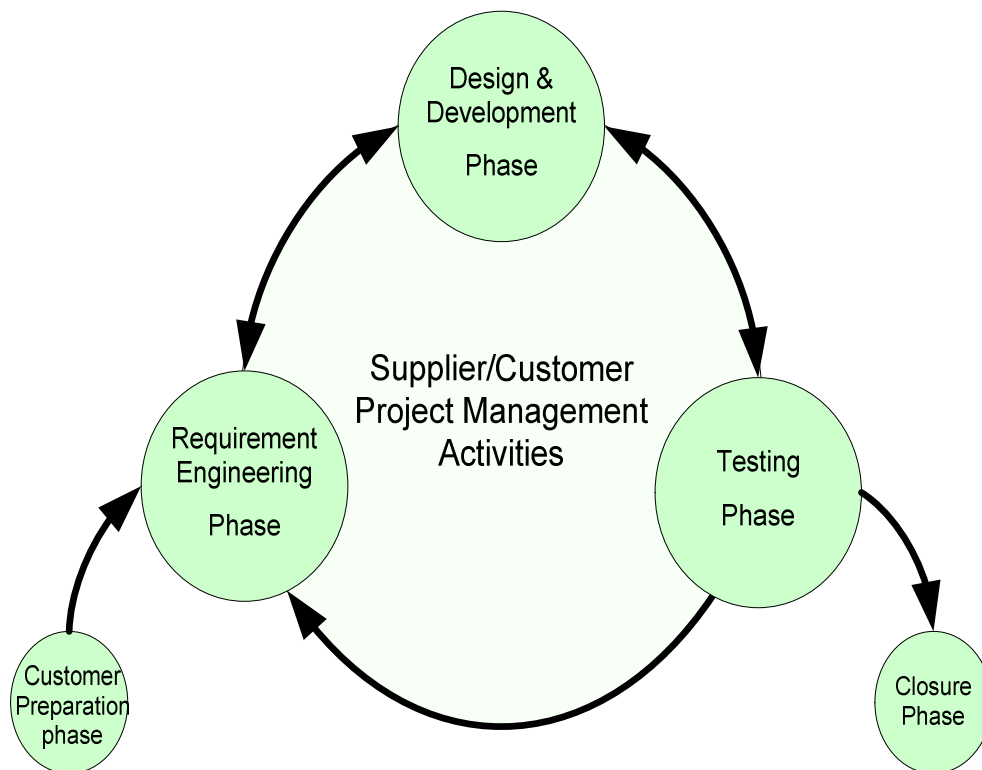 Design &
Development
Phase
Supplier/Customer
Project Management
Activities
Requirement
Engineering
Phase
Testing
Phase
Customer
Preparation
phase
Closure
Phase